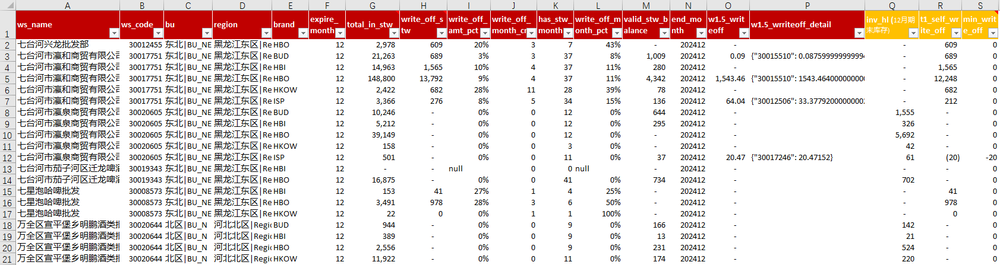 A B C D E F G H I J K L M N O P Q R S
1 ws_name ws_code bu region brand expire_month total_in_stw write_off_stw write_off_amt_pct write_off_month_cn has_stw_month write_off_month_pct valid_stw_balance end_month w1.5_writeoff w1.5_wrriteoff_detail inv_hl (12月期末库存) t1_self_write_off min_write_off
2 七台河兴龙批发部 30012455 东北|BU_NE 黑龙江东区|Re HBO 12 2,978 609 20% 3 7 43% - 202412 - - 609 0
3 七台河市瀛和商贸有限公司 30017751 东北|BU_NE 黑龙江东区|Re BUD 12 21,263 689 3% 3 37 8% 1,009 202412 0.09 {"30015510": 0.0875999999999994 - 689 0
4 七台河市瀛和商贸有限公司 30017751 东北|BU_NE 黑龙江东区|Re HBI 12 14,963 1,565 10% 4 37 11% 280 202412 - - 1,565 0
5 七台河市瀛和商贸有限公司 30017751 东北|BU_NE 黑龙江东区|Re HBO 12 148,800 13,792 9% 4 37 11% 4,342 202412 1,543.46 {"30015510": 1543.4640000000000 - 12,248 0
6 七台河市瀛和商贸有限公司 30017751 东北|BU_NE 黑龙江东区|Re HKOW 12 2,422 682 28% 11 28 39% 78 202412 - - 682 0
7 七台河市瀛和商贸有限公司 30017751 东北|BU_NE 黑龙江东区|Re ISP 12 3,366 276 8% 5 34 15% 136 202412 64.04 {"30012506": 33.377920000000002 - 212 0
8 七台河市瀛泉商贸有限公司 30020605 东北|BU_NE 黑龙江东区|Re BUD 12 10,246 - 0% 0 12 0% 644 202412 - 1,555 - 0
9 七台河市瀛泉商贸有限公司 30020605 东北|BU_NE 黑龙江东区|Re HBI 12 5,212 - 0% 0 12 0% 295 202412 - 326 - 0
10 七台河市瀛泉商贸有限公司 30020605 东北|BU_NE 黑龙江东区|Re HBO 12 39,149 - 0% 0 12 0% - 202412 - 5,692 - 0
11 七台河市瀛泉商贸有限公司 30020605 东北|BU_NE 黑龙江东区|Re HKOW 12 158 - 0% 0 3 0% - 202412 - 42 - 0
12 七台河市瀛泉商贸有限公司 30020605 东北|BU_NE 黑龙江东区|Re ISP 12 501 - 0% 0 11 0% 37 202412 20.47 {"30017246": 20.47152} 61 (20) -20
13 七台河市茄子河区迁龙啤酒 30019343 东北|BU_NE 黑龙江东区|Re HBI 12 - - null 0 0 null - 202412 - - - 0
14 七台河市茄子河区迁龙啤酒 30019343 东北|BU_NE 黑龙江东区|Re HBO 12 16,875 - 0% 0 41 0% 734 202412 - 702 - 0
15 七星泡哈啤批发 30008573 东北|BU_NE 黑龙江东区|Re HBI 12 153 41 27% 1 4 25% - 202412 - - 41 0
16 七星泡哈啤批发 30008573 东北|BU_NE 黑龙江东区|Re HBO 12 3,491 978 28% 3 6 50% - 202412 - - 978 0
17 七星泡哈啤批发 30008573 东北|BU_NE 黑龙江东区|Re HKOW 12 22 0 0% 1 1 100% - 202412 - - 0 0
18 万全区宣平堡乡明鹏酒类批 30020644 北区|BU_N 河北北区|Regio BUD 12 944 - 0% 0 9 0% 166 202412 - 142 - 0
19 万全区宣平堡乡明鹏酒类批 30020644 北区|BU_N 河北北区|Regio HBI 12 389 - 0% 0 9 0% 13 202412 - 21 - 0
20 万全区宣平堡乡明鹏酒类批 30020644 北区|BU_N 河北北区|Regio HBO 12 2,556 - 0% 0 9 0% 231 202412 - 524 - 0
21 万全区宣平堡乡明鹏酒类批 30020644 北区|BU_N 河北北区|Regio HKOW 12 11,922 - 0% 0 11 0% 174 202412 - 220 - 0